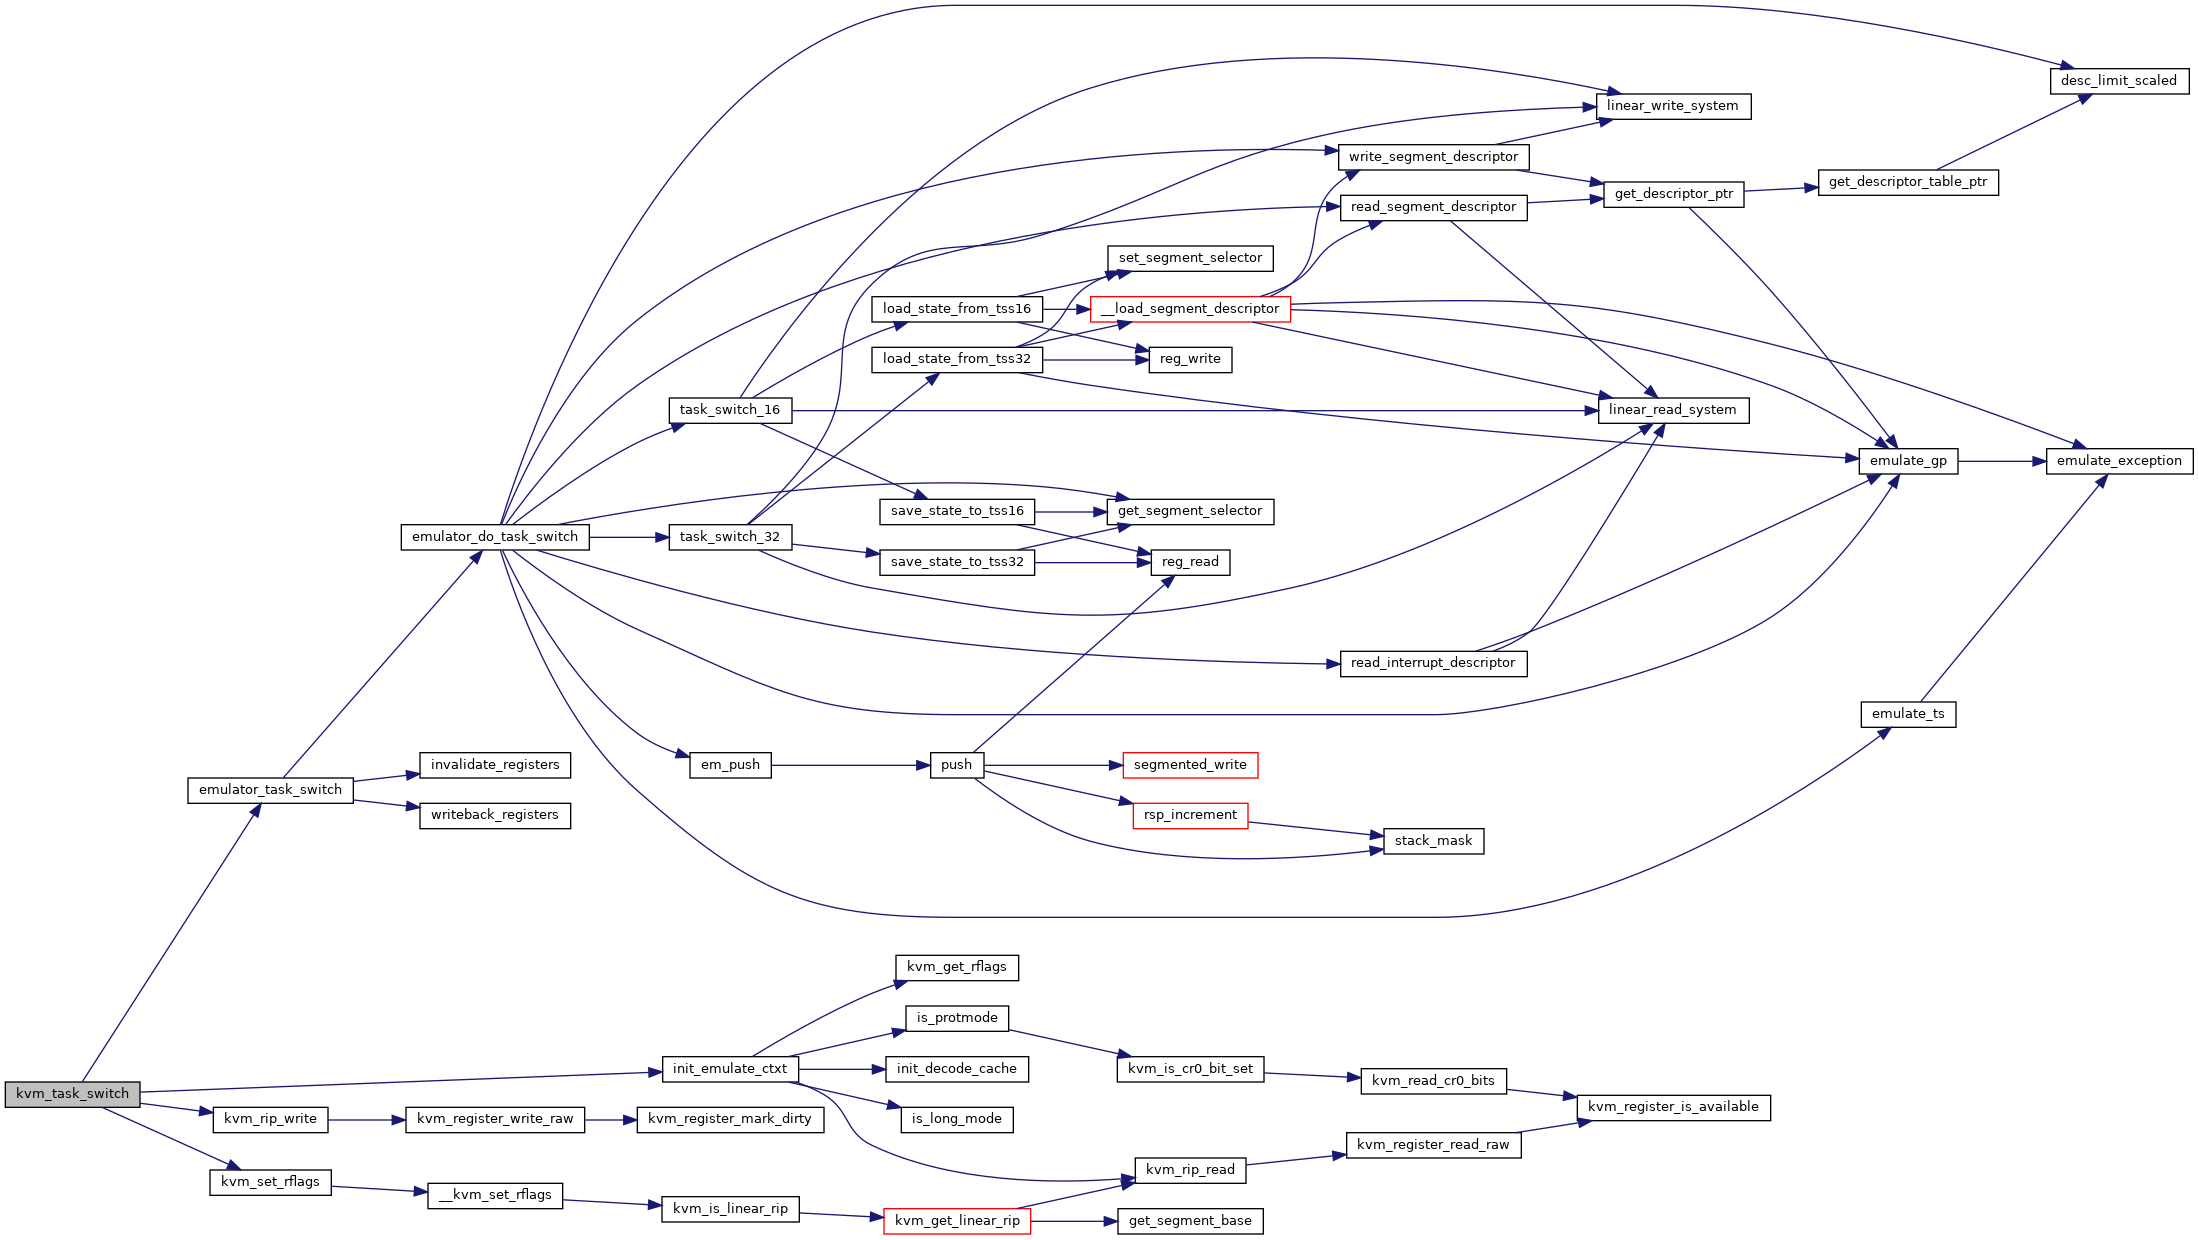 desc_limit_scaled
linear_write_system
write_segment_descriptor
get_descriptor_table_ptr
get_descriptor_ptr
read_segment_descriptor
set_segment_selector
load_state_from_tss16
__load_segment_descriptor
load_state_from_tss32
reg_write
task_switch_16
linear_read_system
emulate_gp
emulate_exception
save_state_to_tss16
get_segment_selector
emulator_do_task_switch
task_switch_32
save_state_to_tss32
reg_read
read_interrupt_descriptor
emulate_ts
invalidate_registers
em_push
push
segmented_write
emulator_task_switch
writeback_registers
rsp_increment
stack_mask
kvm_get_rflags
is_protmode
init_emulate_ctxt
init_decode_cache
kvm_is_cr0_bit_set
kvm_read_cr0_bits
kvm_task_switch
kvm_register_is_available
kvm_rip_write
kvm_register_write_raw
kvm_register_mark_dirty
is_long_mode
kvm_register_read_raw
kvm_rip_read
kvm_set_rflags
__kvm_set_rflags
kvm_is_linear_rip
kvm_get_linear_rip
get_segment_base